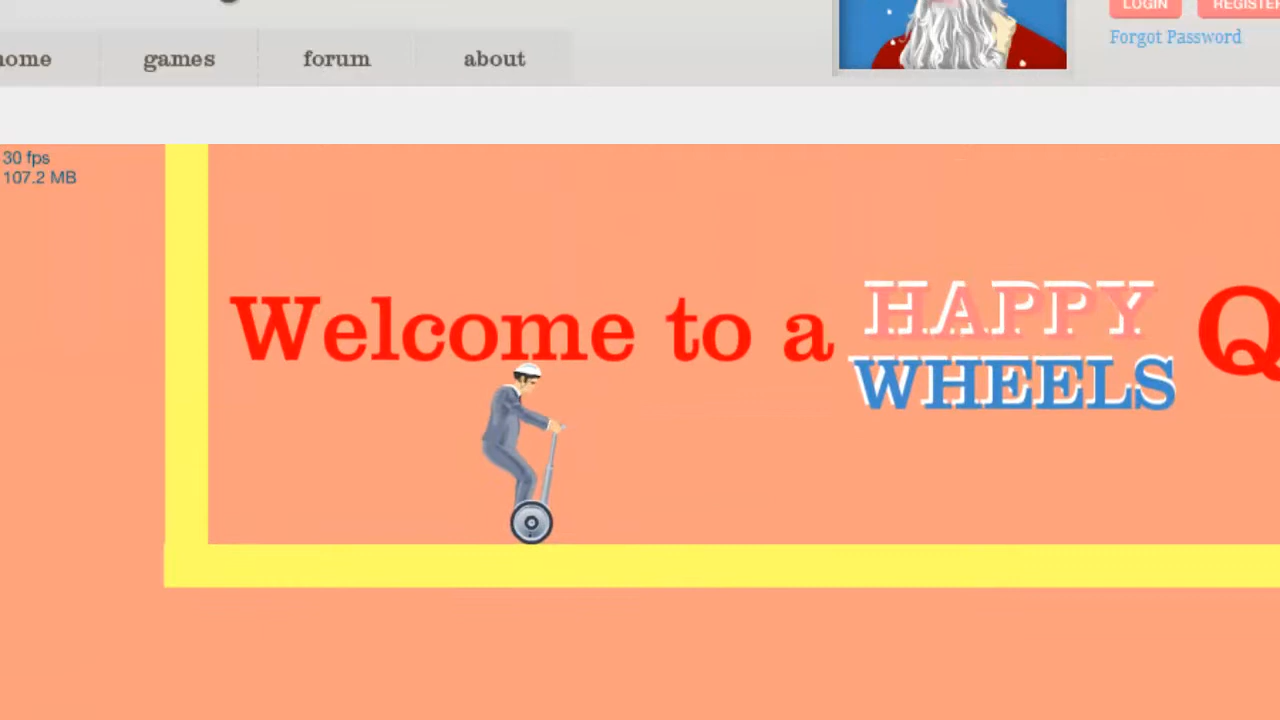 LOGIN
REGISTER
Forgot Password
home
games
forum
about
30 fps
107.2 MB
Welcome to a HAPPY WHEELS Q